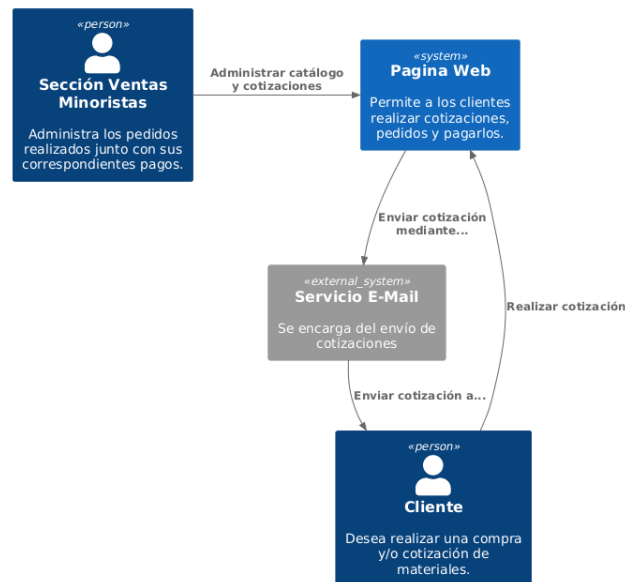 «person»
Sección Ventas
Minoristas
Administra los pedidos
realizados junto con sus
correspondientes pagos.
Administrar catálogo
y cotizaciones
«system»
Pagina Web
Permite a los clientes
realizar cotizaciones,
pedidos y pagarlos.
Enviar cotización
mediante...
«external_system»
Servicio E-Mail
Se encarga del envío de
cotizaciones
Realizar cotización
Enviar cotización a...
«person»
Cliente
Desea realizar una compra
y/o cotización de
materiales.